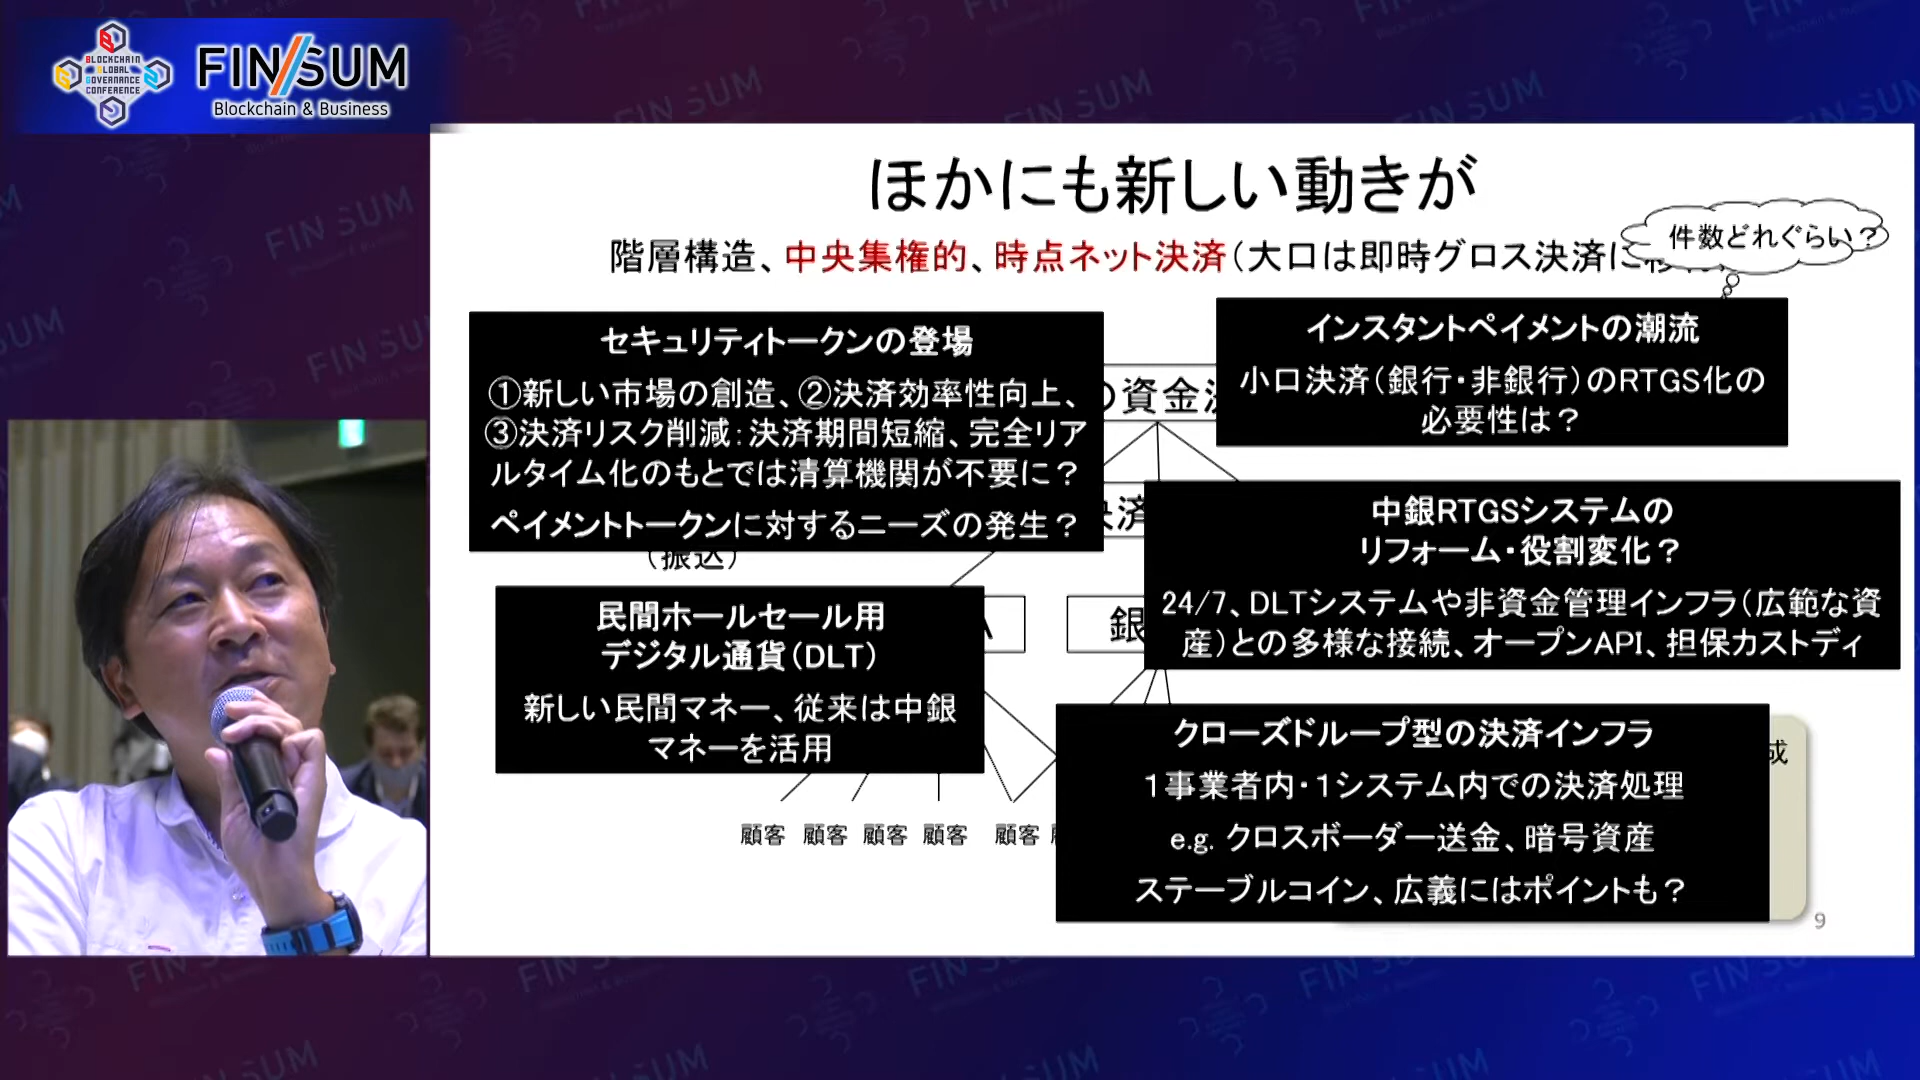 BLOCKCHAIN
GLOBAL
GOVERNANCE
CONFERENCE
FIN/SUM
Blockchain & Business
ほかにも新しい動きが
件数どれぐらい？
階層構造、中央集権的、時点ネット決済（大口は即時グロス決済に
セキュリティトークンの登場
①新しい市場の創造、②決済効率性向上、
③決済リスク削減：決済期間短縮、完全リア
ルタイム化のもとでは清算機関が不要に？
ペイメントトークンに対するニーズの発生？
インスタントペイメントの潮流
小口決済（銀行・非銀行）のRTGS化の
必要性は？
の資金
決済
（振込）
中銀RTGSシステムの
リフォーム・役割変化？
24/7、DLTシステムや非資金管理インフラ（広範な資
産）との多様な接続、オープンAPI、担保カストディ
民間ホールセール用
デジタル通貨（DLT）
新しい民間マネー、従来は中銀
マネーを活用
銀
クローズドループ型の決済インフラ
１事業者内・１システム内での決済処理
e.g. クロスボーダー送金、暗号資産
ステーブルコイン、広義にはポイントも？
成
顧客 顧客 顧客 顧客 顧客
9